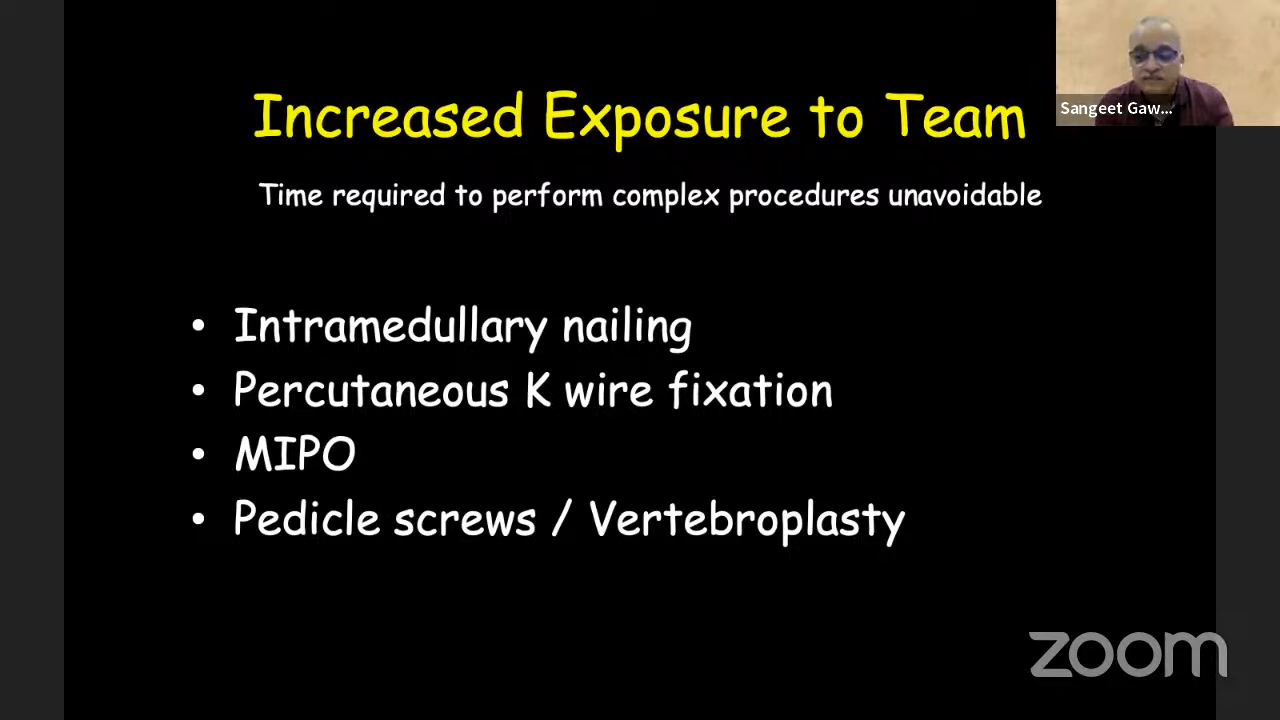 Increased Exposure to Team
Sangeet Gaw...
Time required to perform complex procedures unavoidable
• Intramedullary nailing
• Percutaneous K wire fixation
• MIPO
• Pedicle screws / Vertebroplasty
zoom